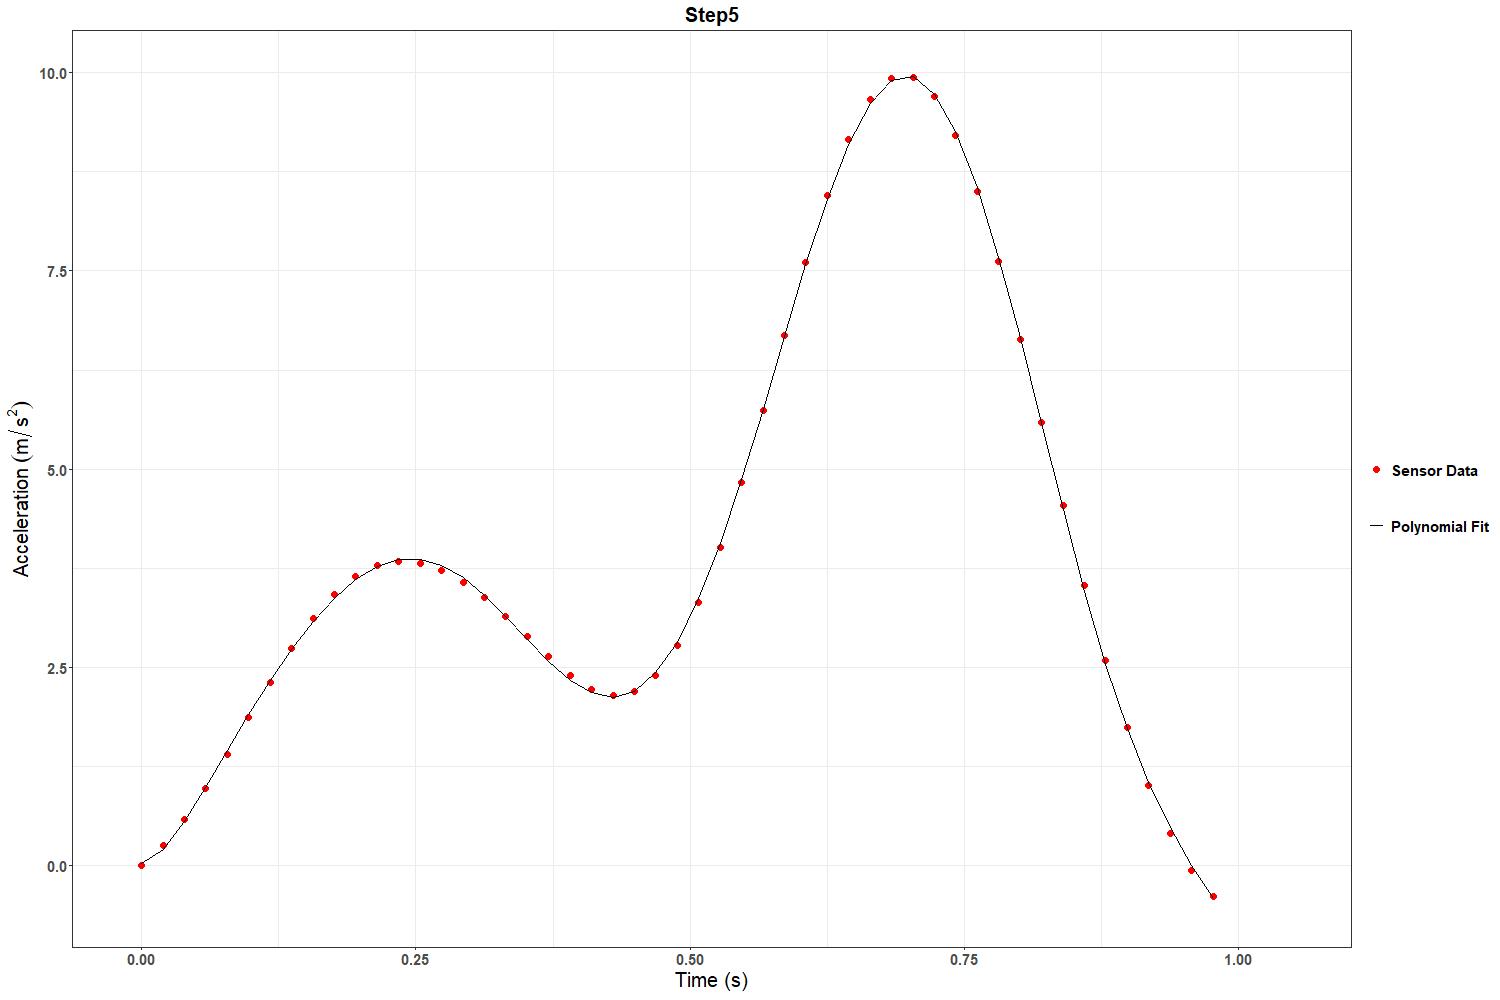 Step5
10.0
7.5
5.0
2.5
0.0
Acceleration (m/s²)
0.00 0.25 0.50 0.75 1.00
Time (s)
Sensor Data
Polynomial Fit